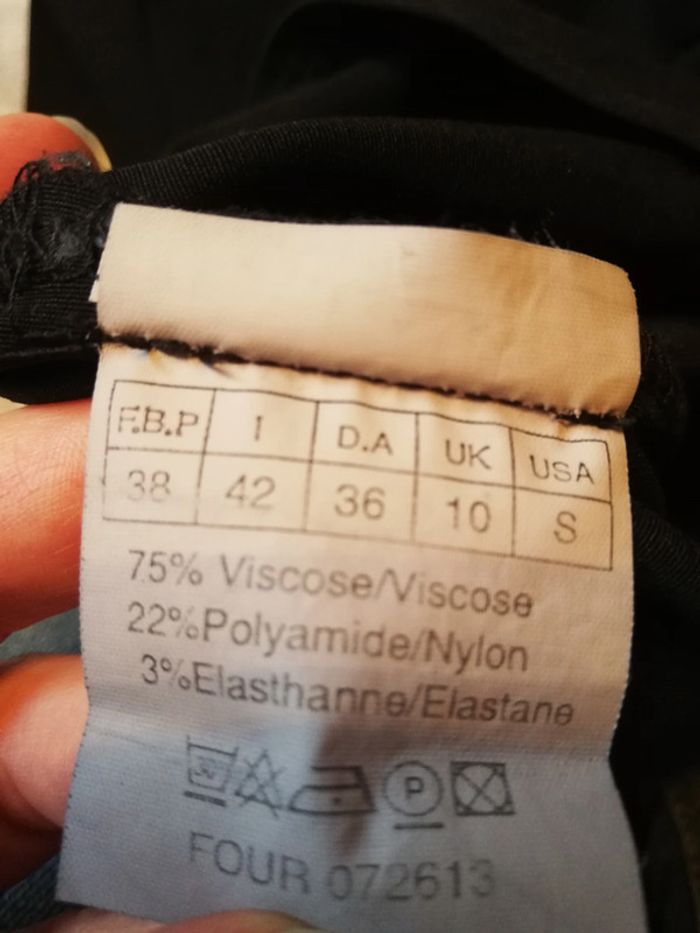 F.B.P I D.A UK USA
38 42 36 10 S
75% Viscose/Viscose
22%Polyamide/Nylon
3%Elasthanne/Elastane
P
FOUR 072613